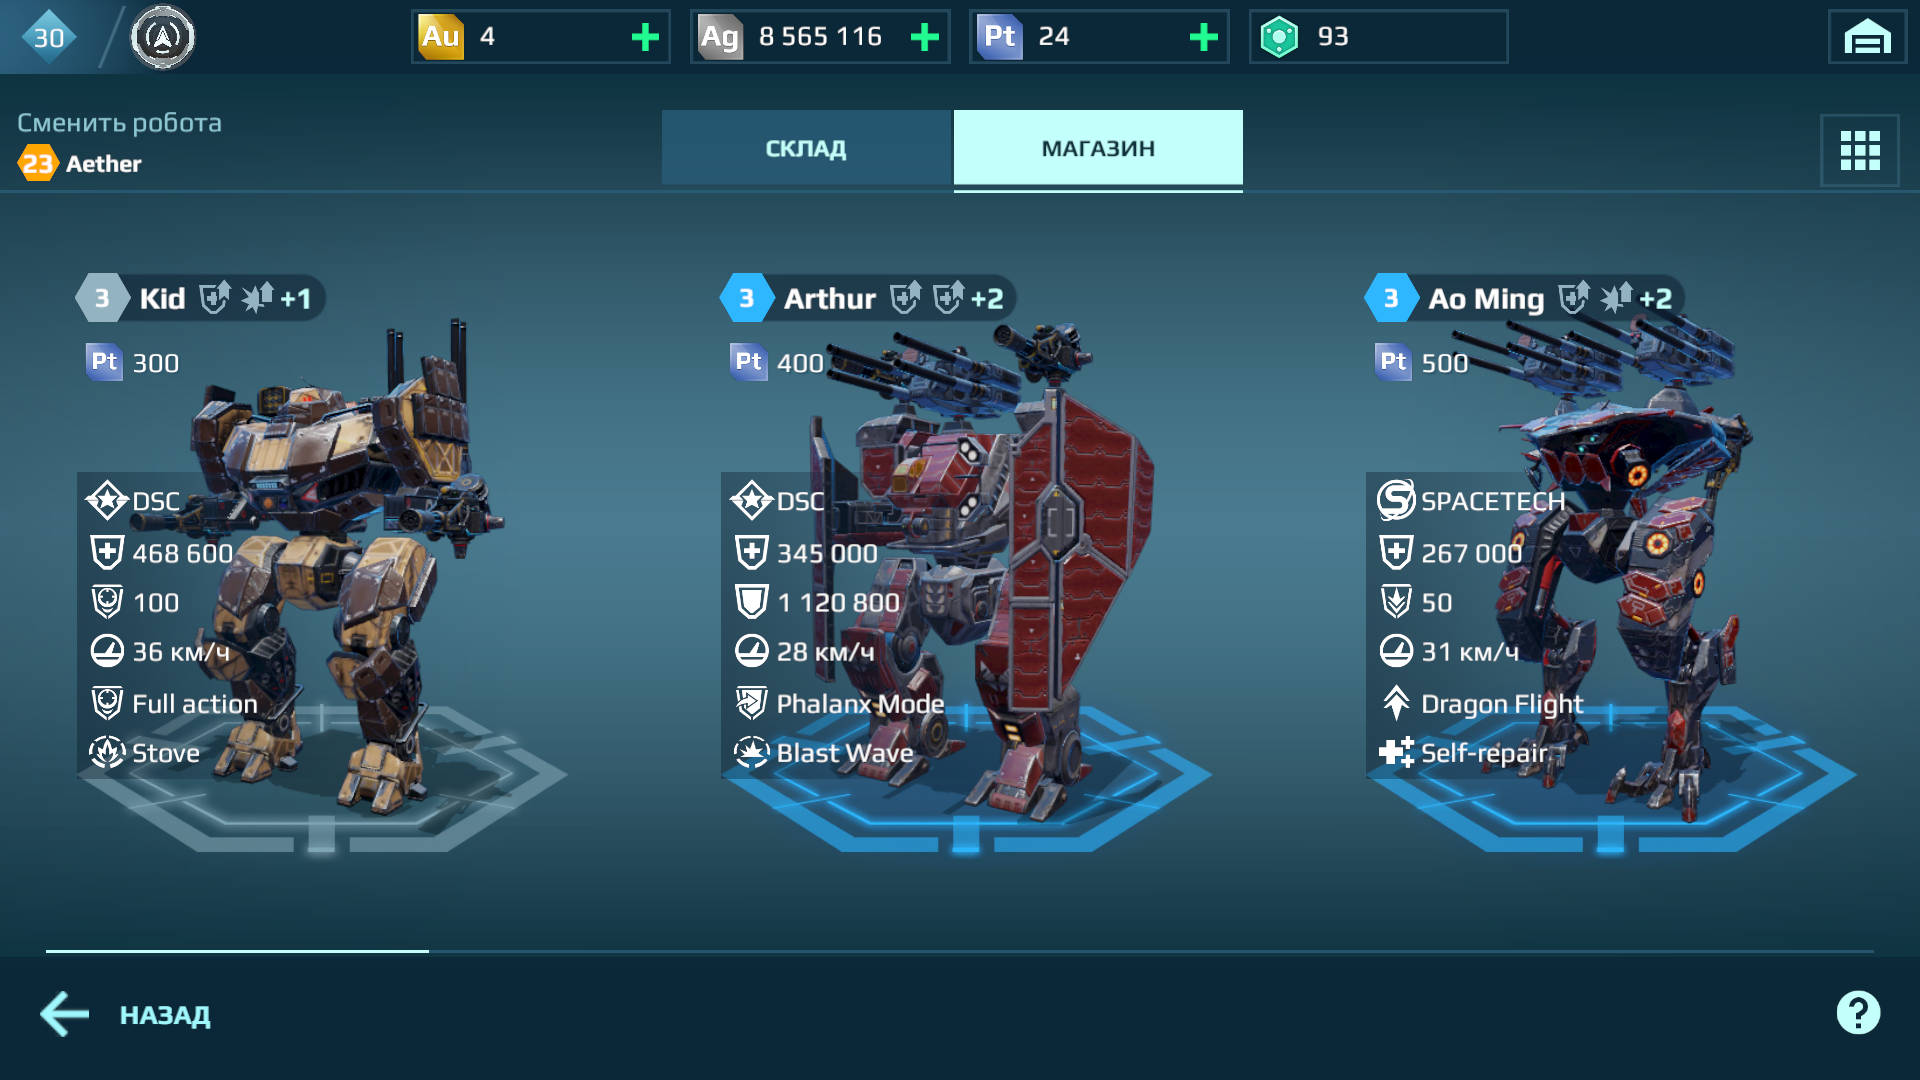 30
Au 4
Ag 8 565 116
Pt 24
93
Сменить робота
23 Aether
СКЛАД
МАГАЗИН
3 Kid +1
Pt 300
DSC
468 600
100
36 км/ч
Full action
Stove
3 Arthur +2
Pt 400
DSC
345 000
1 120 800
28 км/ч
Phalanx Mode
Blast Wave
3 Ao Ming +2
Pt 500
SPACETECH
267 000
50
31 км/ч
Dragon Flight
Self-repair
НАЗАД
?